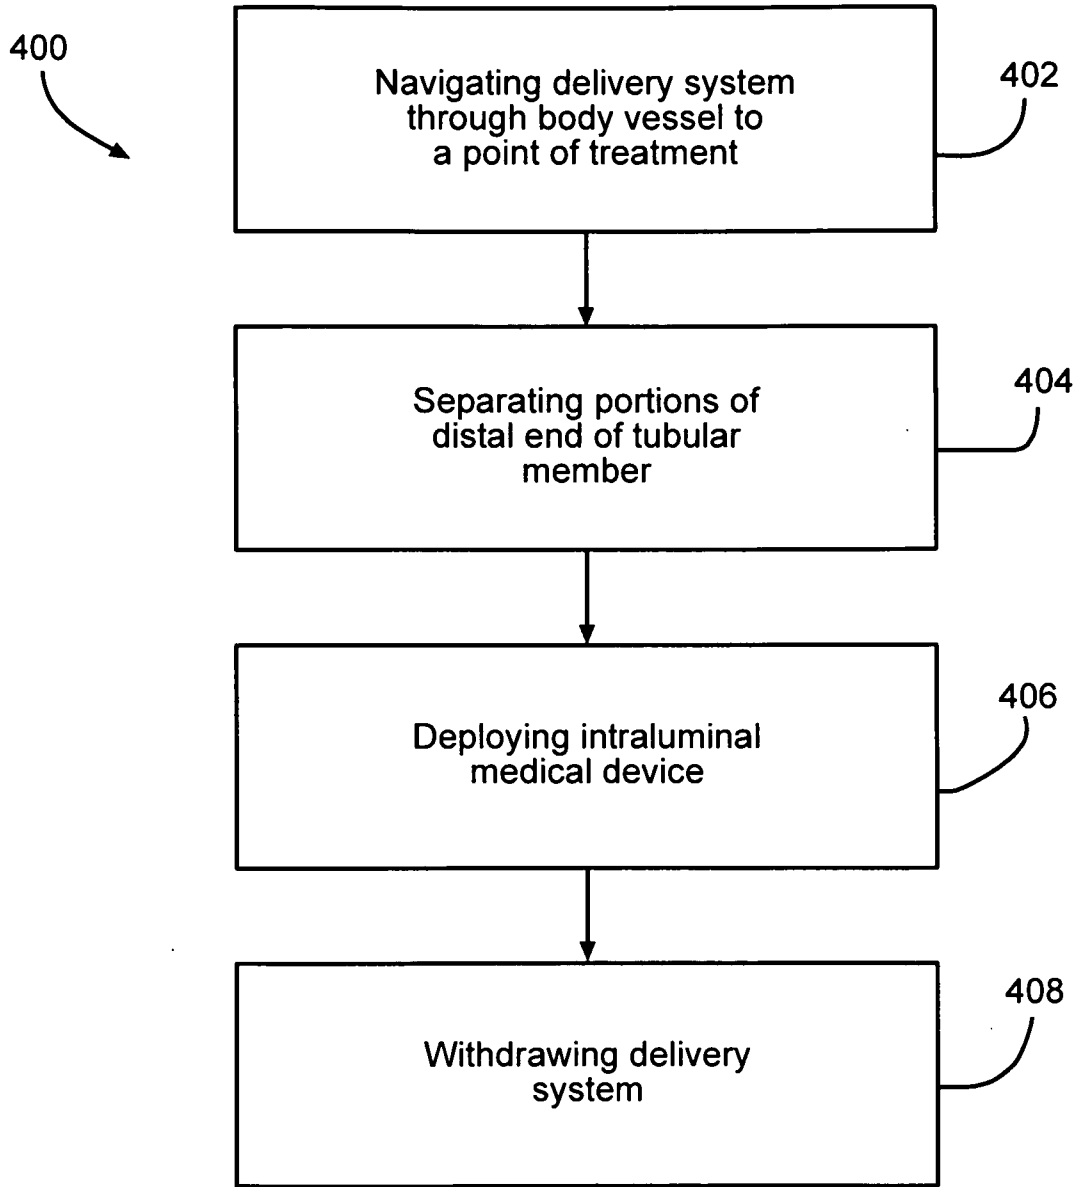 400
Navigating delivery system
through body vessel to
a point of treatment
402
Separating portions of
distal end of tubular
member
404
Deploying intraluminal
medical device
406
Withdrawing delivery
system
408